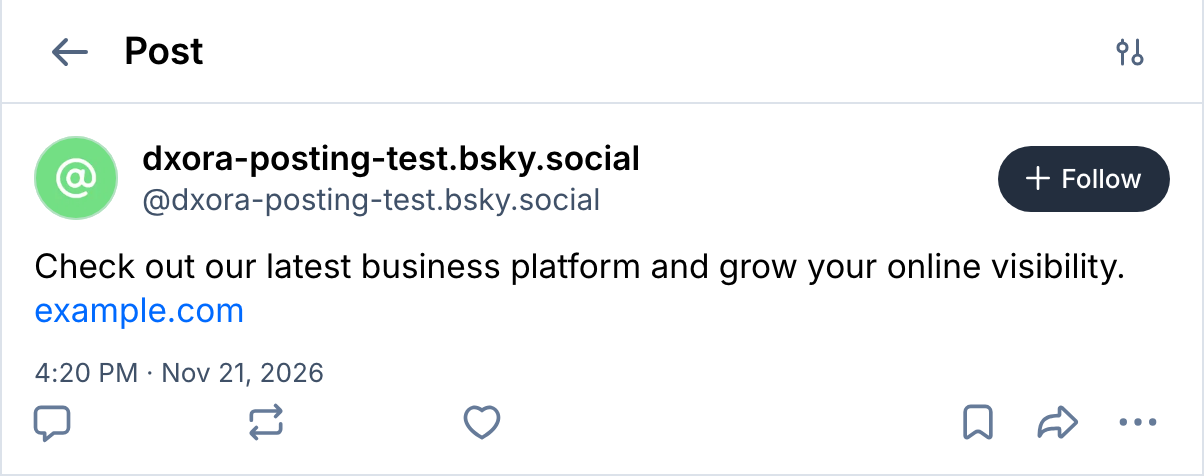 Post
@
dxora-posting-test.bsky.social
@dxora-posting-test.bsky.social
+ Follow
Check out our latest business platform and grow your online visibility.
example.com
4:20 PM · Nov 21, 2026